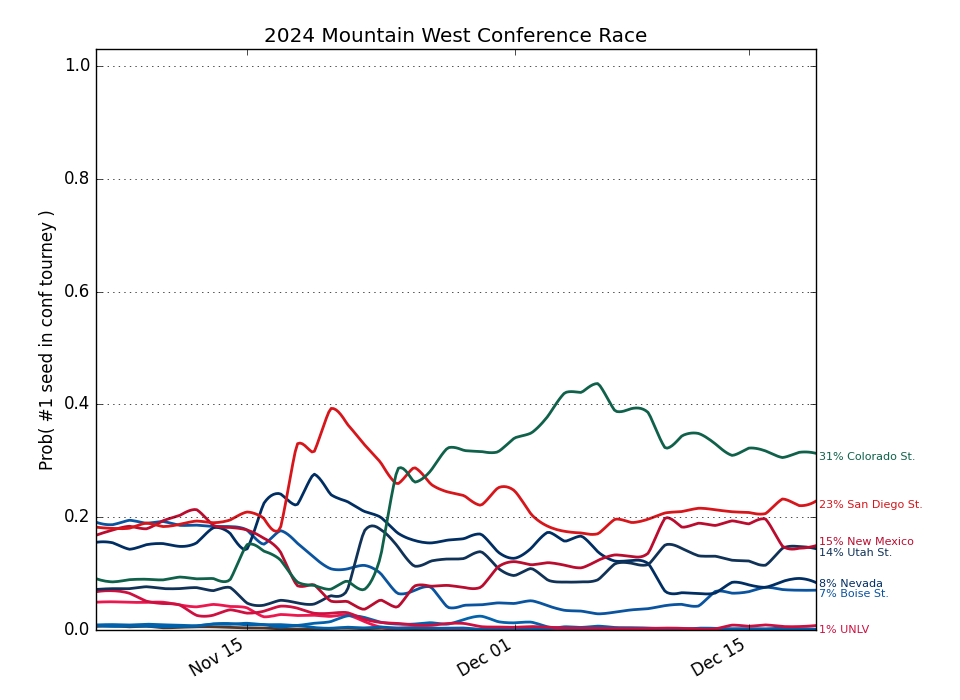 2024 Mountain West Conference Race
Prob( #1 seed in conf tourney )
1.0
0.8
0.6
0.4
0.2
0.0
Nov 15
Dec 01
Dec 15
31% Colorado St.
23% San Diego St.
15% New Mexico
14% Utah St.
8% Nevada
7% Boise St.
1% UNLV